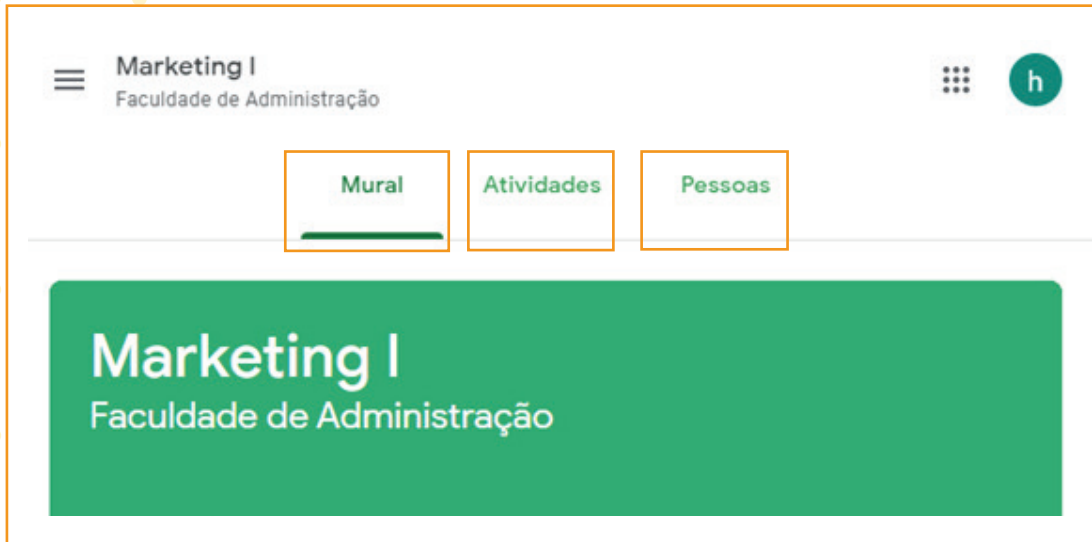 Marketing I
Faculdade de Administração
h
Mural Atividades Pessoas
Marketing I
Faculdade de Administração